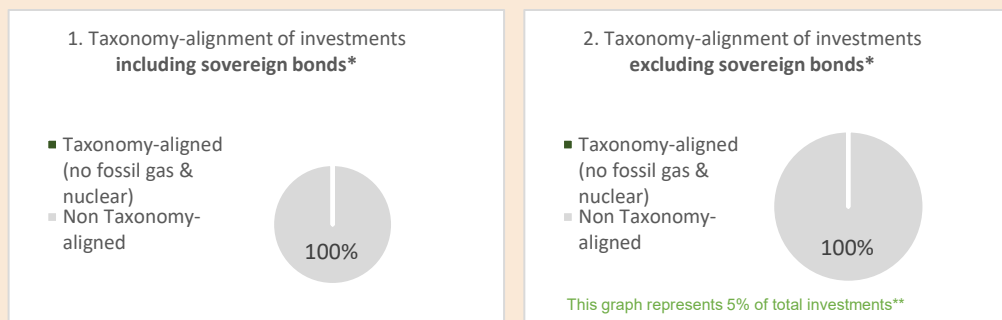 1. Taxonomy-alignment of investments
including sovereign bonds*
Taxonomy-aligned
(no fossil gas &
nuclear)
Non Taxonomy-
aligned
100%
2. Taxonomy-alignment of investments
excluding sovereign bonds*
Taxonomy-aligned
(no fossil gas &
nuclear)
Non Taxonomy-
aligned
100%
This graph represents 5% of total investments**